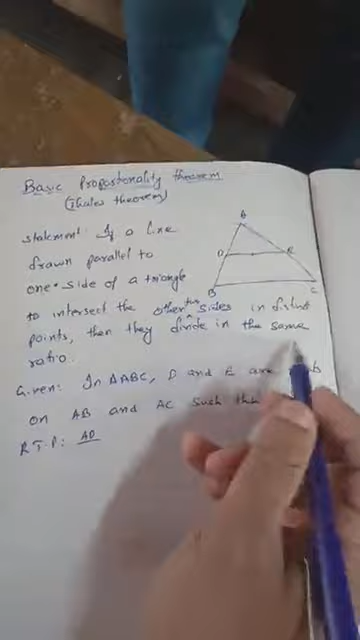 Basic Proportionality theorem
(Thales theorem)
Statement: If a line
drawn parallel to
one side of a triangle
to intersect the other two sides in distinct
points, then they divide in the same
ratio.
Given: In ΔABC, D and E are
on AB and AC such
R.T.P: AD
A
D E
B C